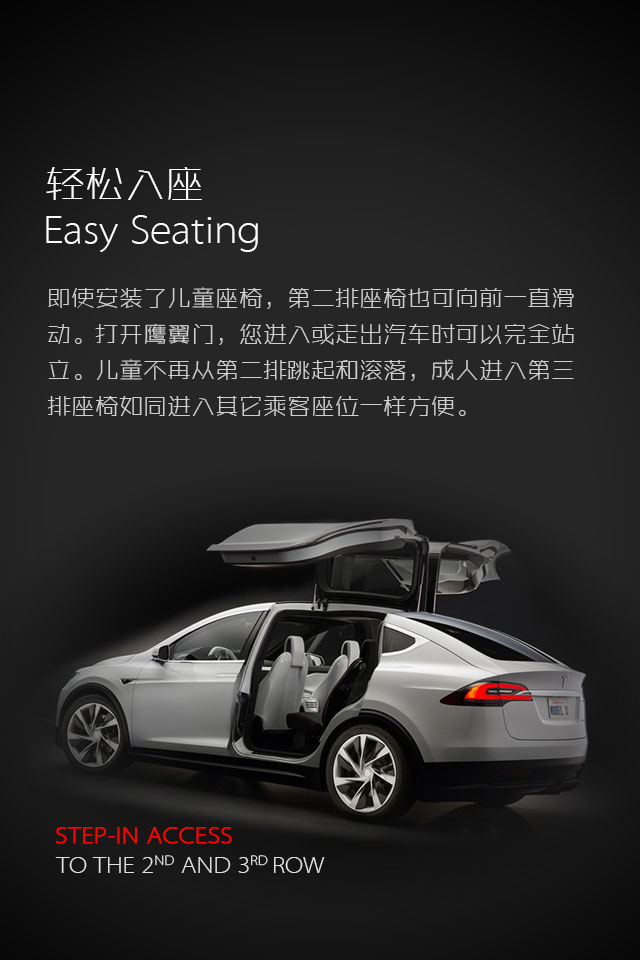 轻松入座
Easy Seating
即使安装了儿童座椅，第二排座椅也可向前一直滑
动。打开鹰翼门，您进入或走出汽车时可以完全站
立。儿童不再从第二排跳起和滚落，成人进入第三
排座椅如同进入其它乘客座位一样方便。
MODEL X
STEP-IN ACCESS
TO THE 2ND AND 3RD ROW